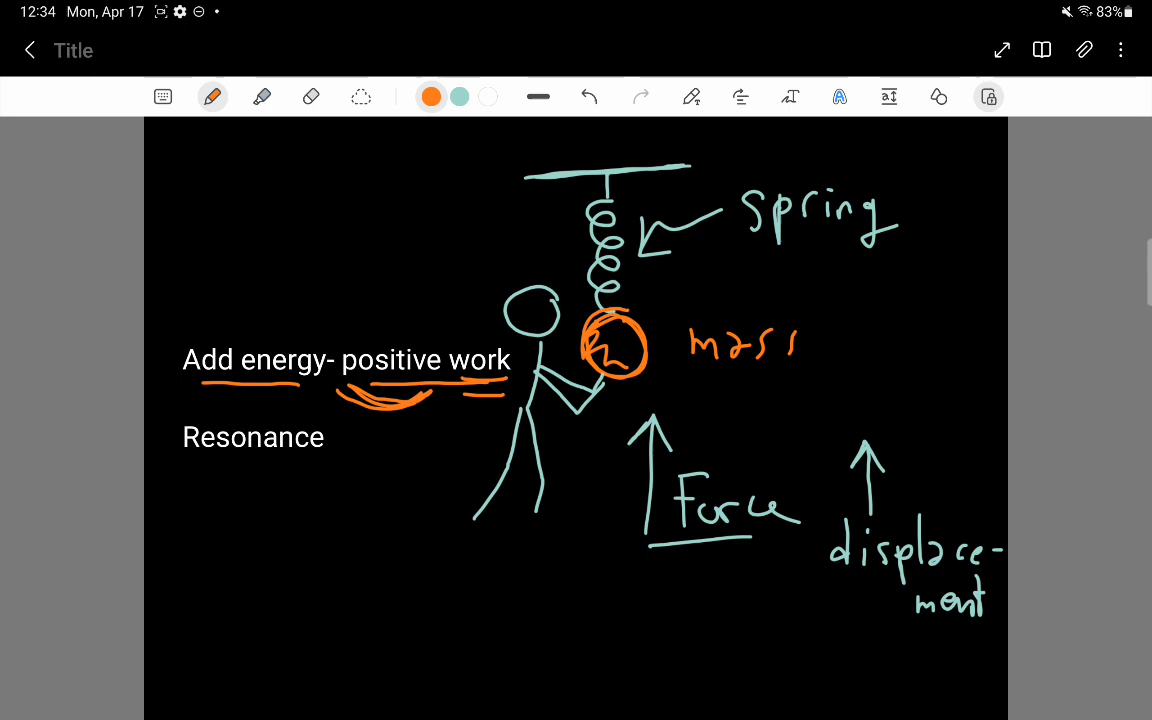 12:34 Mon, Apr 17
83%
Title
spring
mass
Add energy- positive work
Resonance
Force
displace-
ment